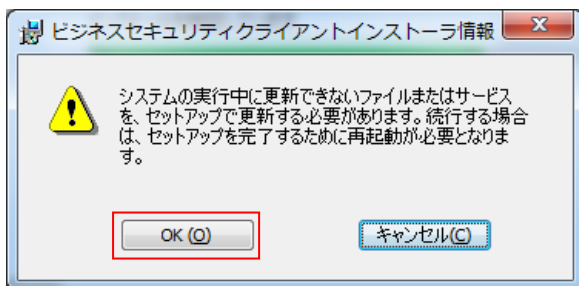 ビジネスセキュリティクライアントインストーラ情報
システムの実行中に更新できないファイルまたはサービス
を、セットアップで更新する必要があります。続行する場合
は、セットアップを完了するために再起動が必要となりま
す。
OK (O)
キャンセル(C)